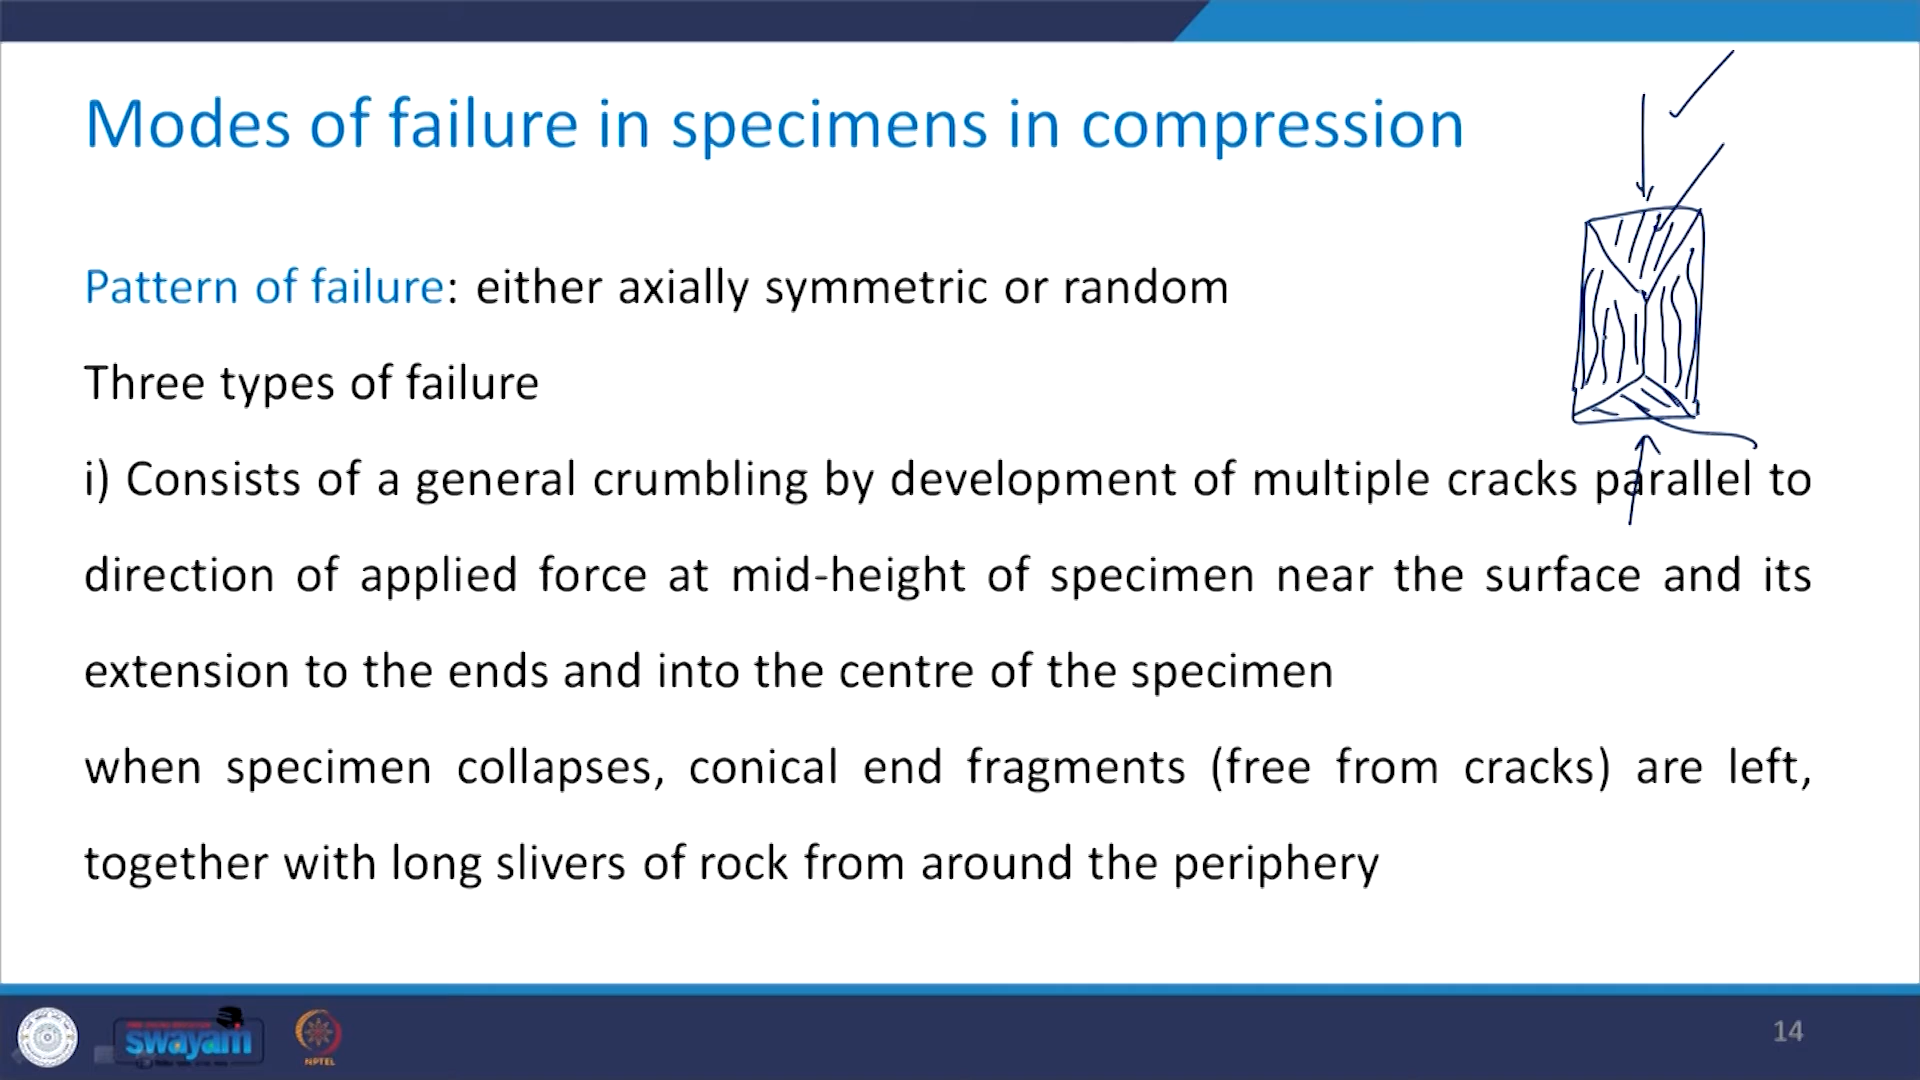 Modes of failure in specimens in compression
Pattern of failure: either axially symmetric or random
Three types of failure
i) Consists of a general crumbling by development of multiple cracks parallel to
direction of applied force at mid-height of specimen near the surface and its
extension to the ends and into the centre of the specimen
when specimen collapses, conical end fragments (free from cracks) are left,
together with long slivers of rock from around the periphery
swayam
NPTEL
14